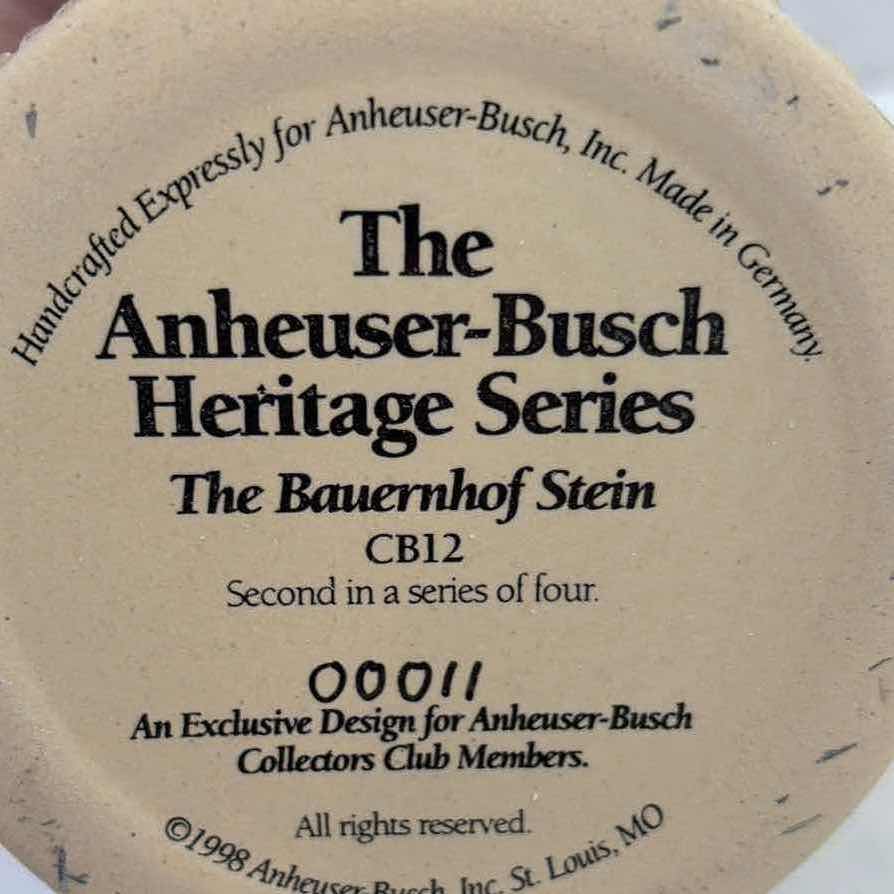 Handcrafted Expressly for Anheuser-Busch, Inc. Made in Germany.
The
Anheuser-Busch
Heritage Series
The Bauernhof Stein
CB12
Second in a series of four.
00011
An Exclusive Design for Anheuser-Busch
Collectors Club Members.
All rights reserved.
©1998 Anheuser-Busch, Inc. St. Louis, MO